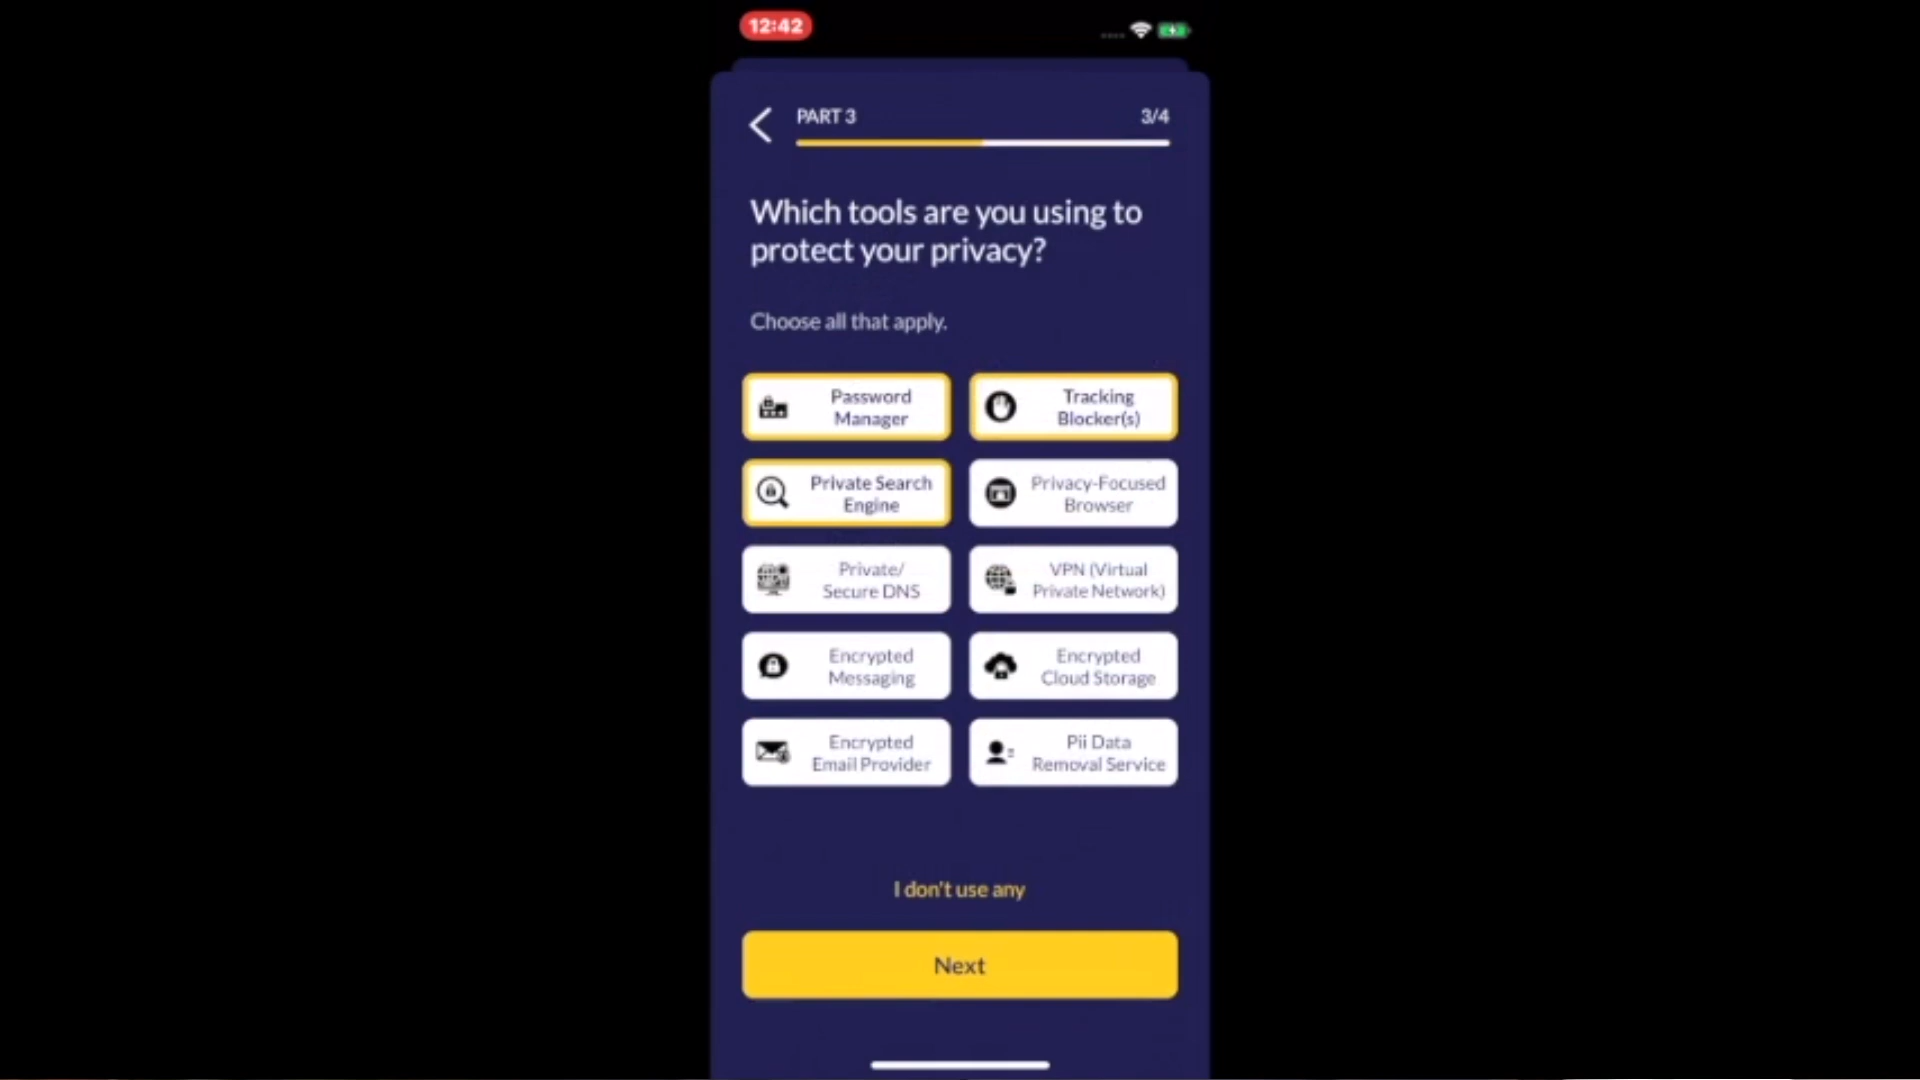 12:42
PART 3
3/4
Which tools are you using to
protect your privacy?
Choose all that apply.
Password
Manager
Tracking
Blocker(s)
Private Search
Engine
Privacy-Focused
Browser
Private/
Secure DNS
VPN (Virtual
Private Network)
Encrypted
Messaging
Encrypted
Cloud Storage
Encrypted
Email Provider
Pii Data
Removal Service
I don't use any
Next